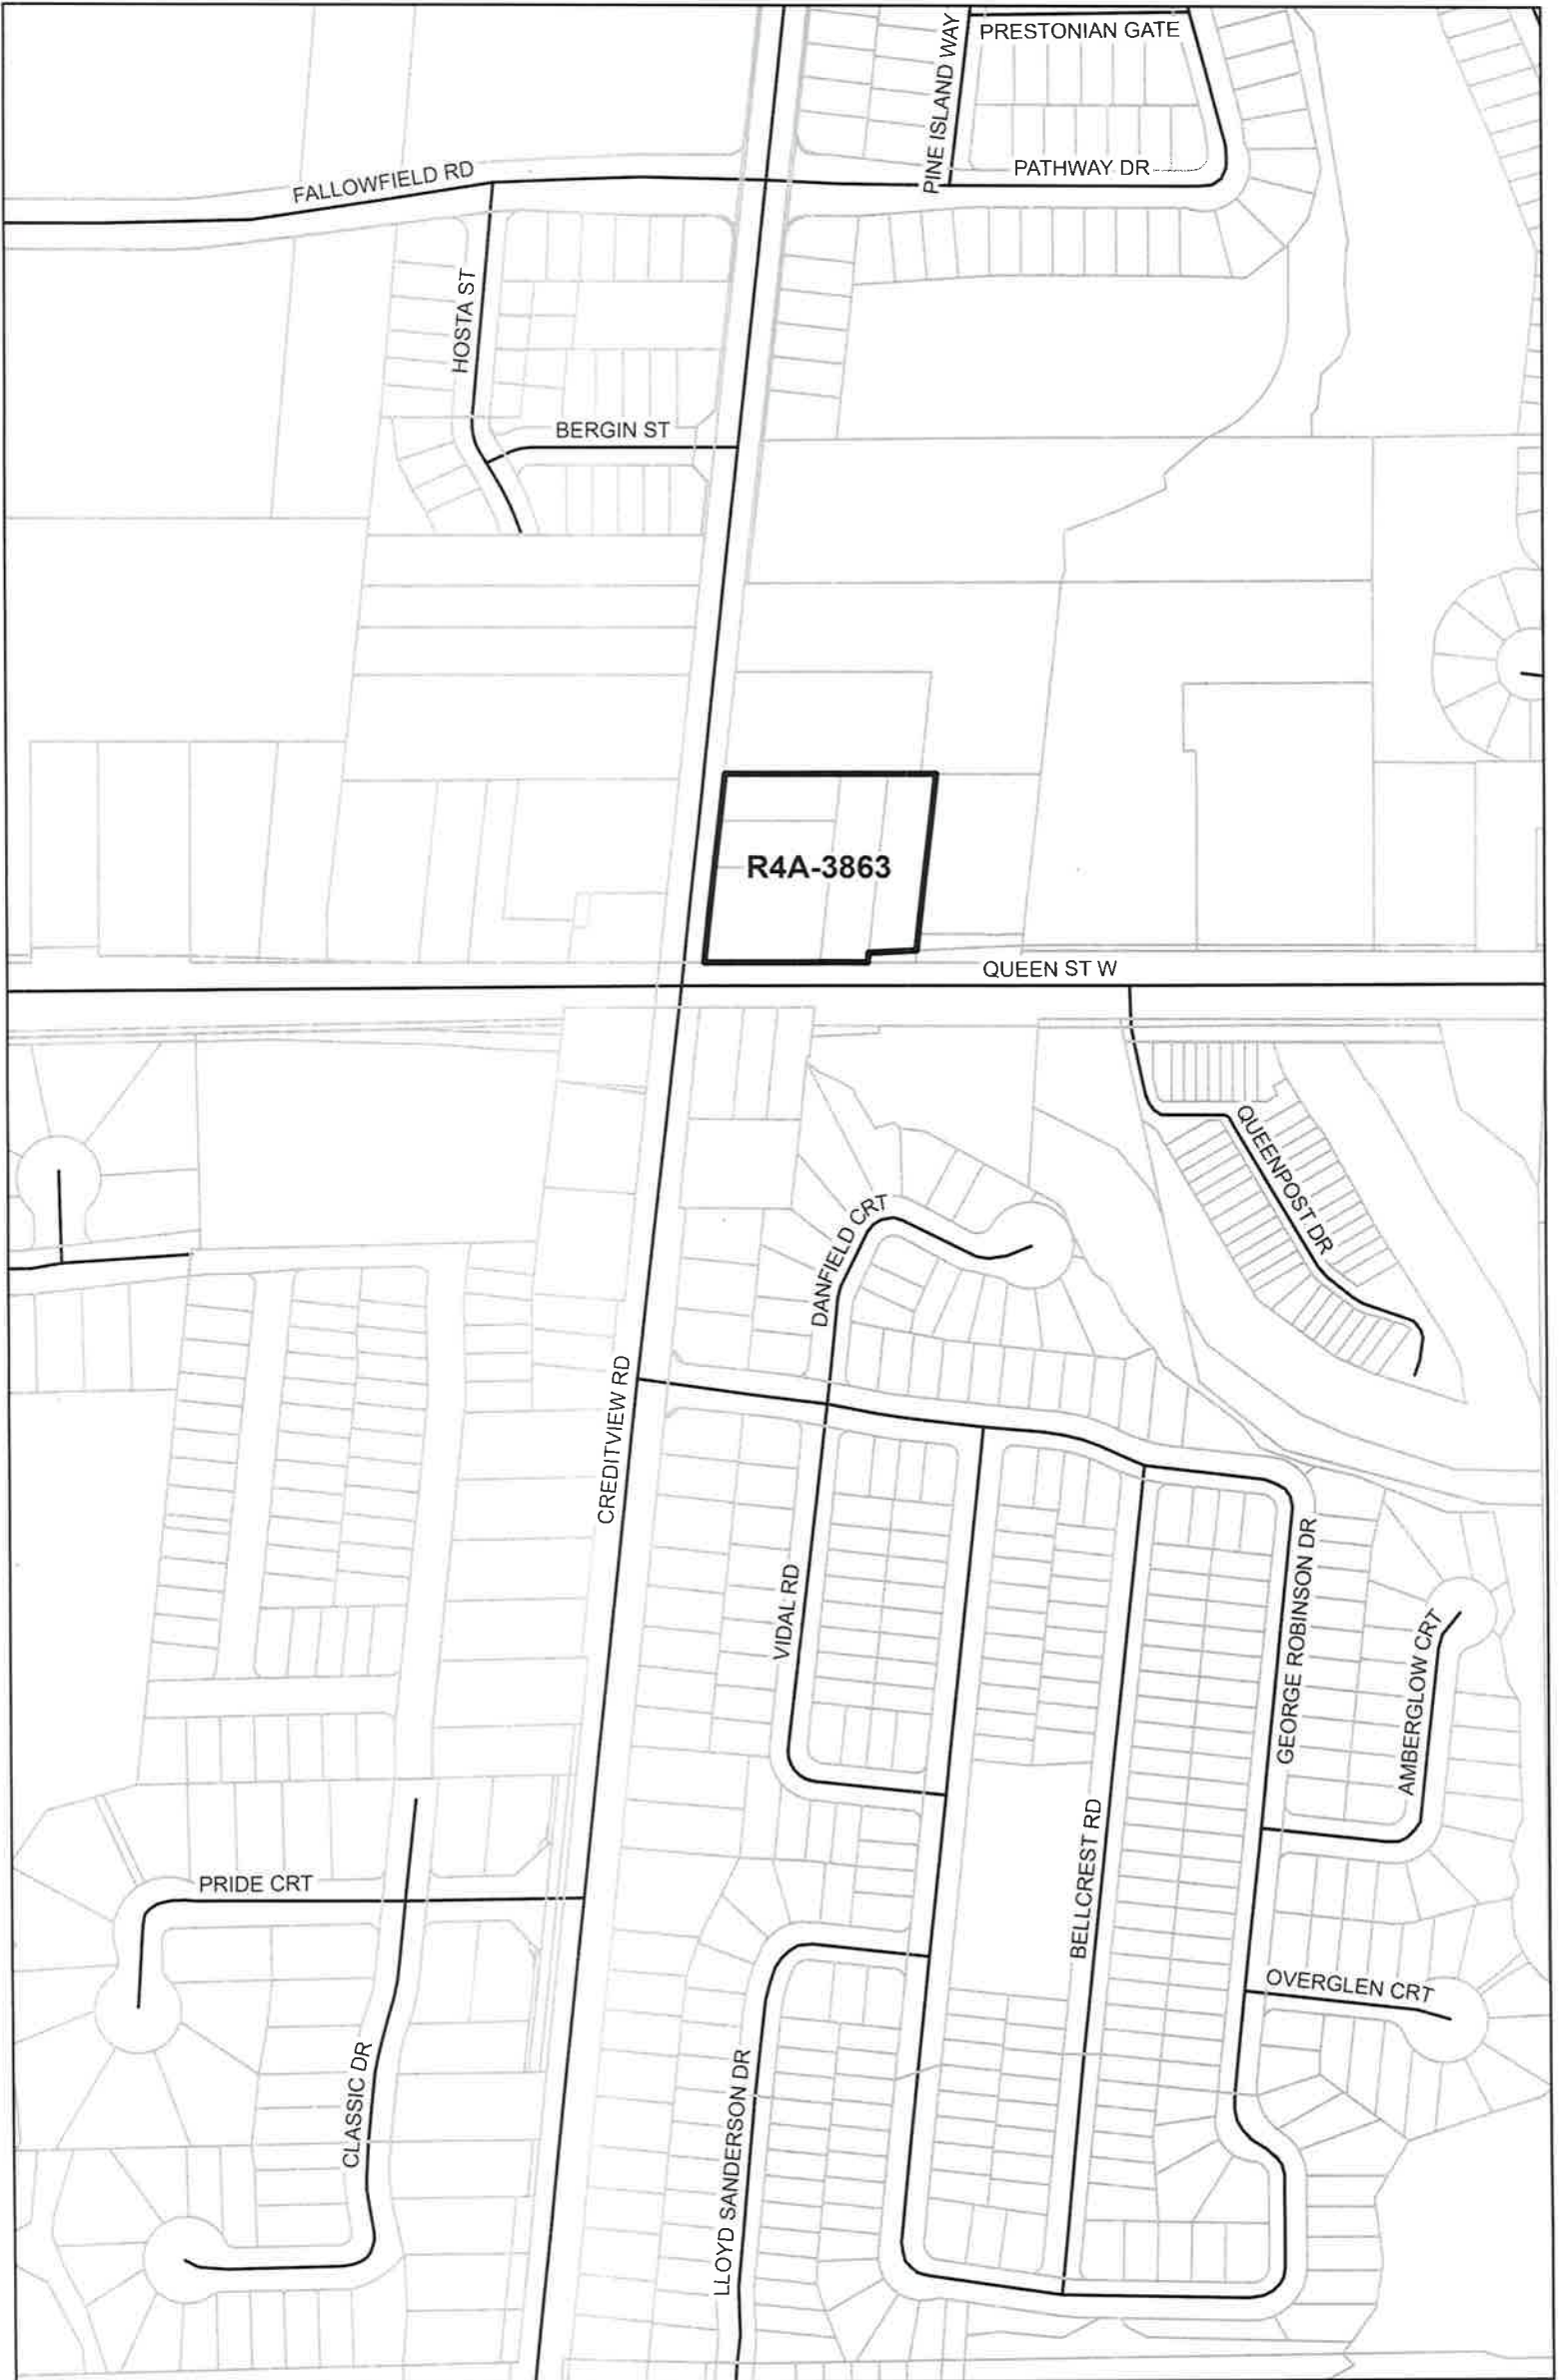 PRESTONIAN GATE
PINE ISLAND WAY
PATHWAY DR
FALLOWFIELD RD
HOSTA ST
BERGIN ST
R4A-3863
QUEEN ST W
QUEENPOST DR
DANFIELD CRT
CREDITVIEW RD
VIDAL RD
GEORGE ROBINSON DR
AMBERGLOW CRT
BELLCREST RD
PRIDE CRT
OVERGLEN CRT
CLASSIC DR
LLOYD SANDERSON DR